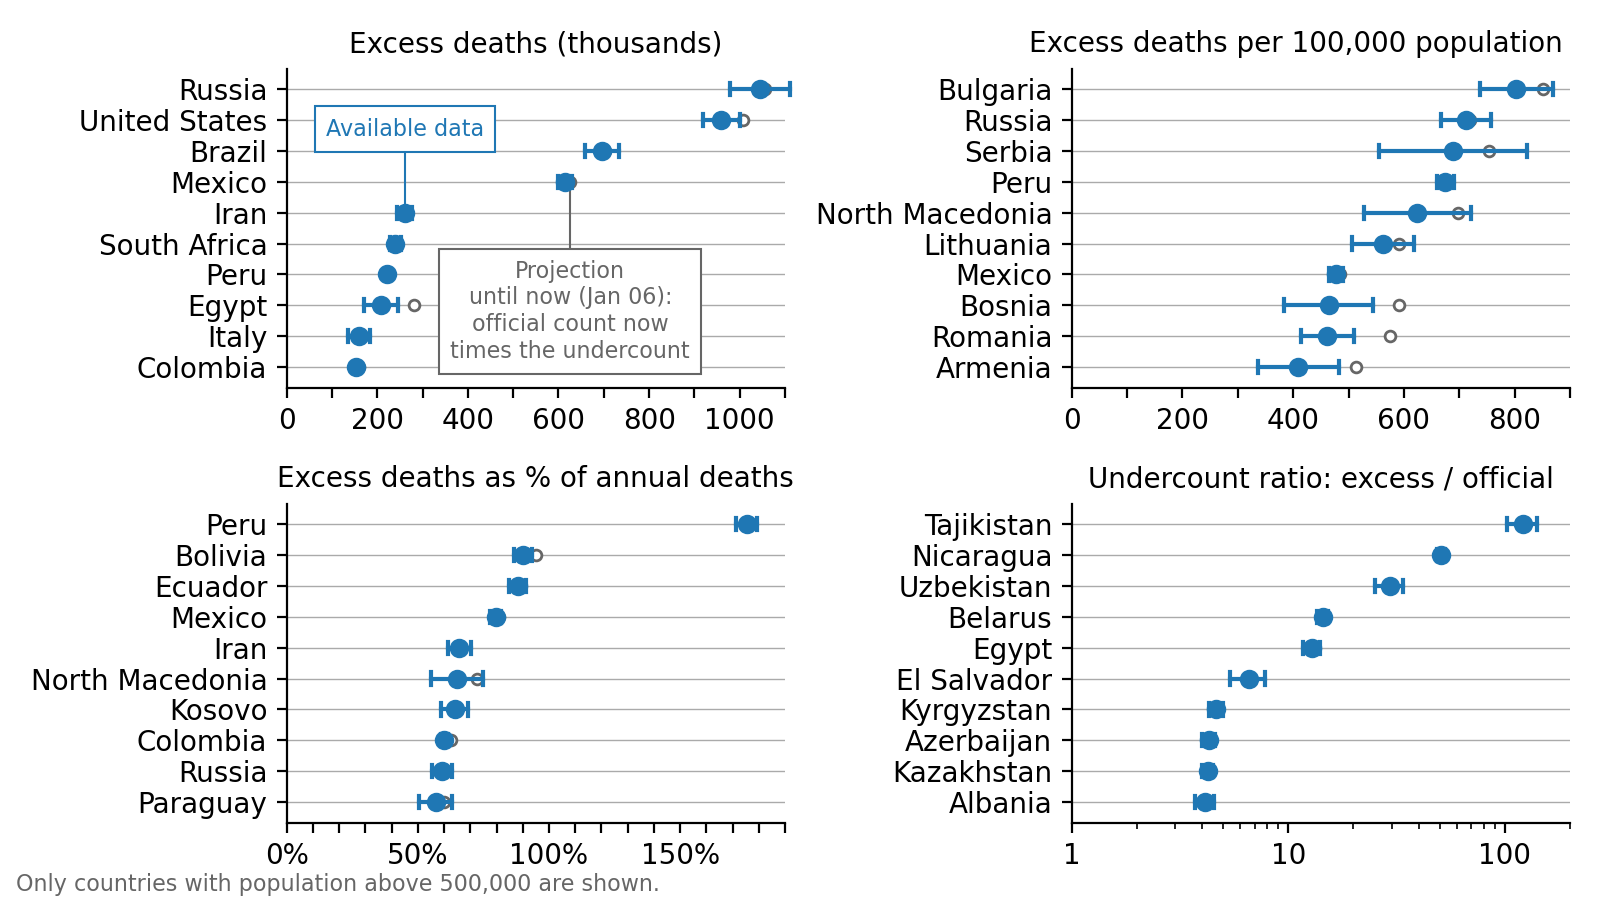 Excess deaths (thousands)
Russia
United States
Brazil
Mexico
Iran
South Africa
Peru
Egypt
Italy
Colombia
Available data
Projection
until now (Jan 06):
official count now
times the undercount
0 200 400 600 800 1000
Excess deaths per 100,000 population
Bulgaria
Russia
Serbia
Peru
North Macedonia
Lithuania
Mexico
Bosnia
Romania
Armenia
0 200 400 600 800
Excess deaths as % of annual deaths
Peru
Bolivia
Ecuador
Mexico
Iran
North Macedonia
Kosovo
Colombia
Russia
Paraguay
0% 50% 100% 150%
Undercount ratio: excess / official
Tajikistan
Nicaragua
Uzbekistan
Belarus
Egypt
El Salvador
Kyrgyzstan
Azerbaijan
Kazakhstan
Albania
1 10 100
Only countries with population above 500,000 are shown.